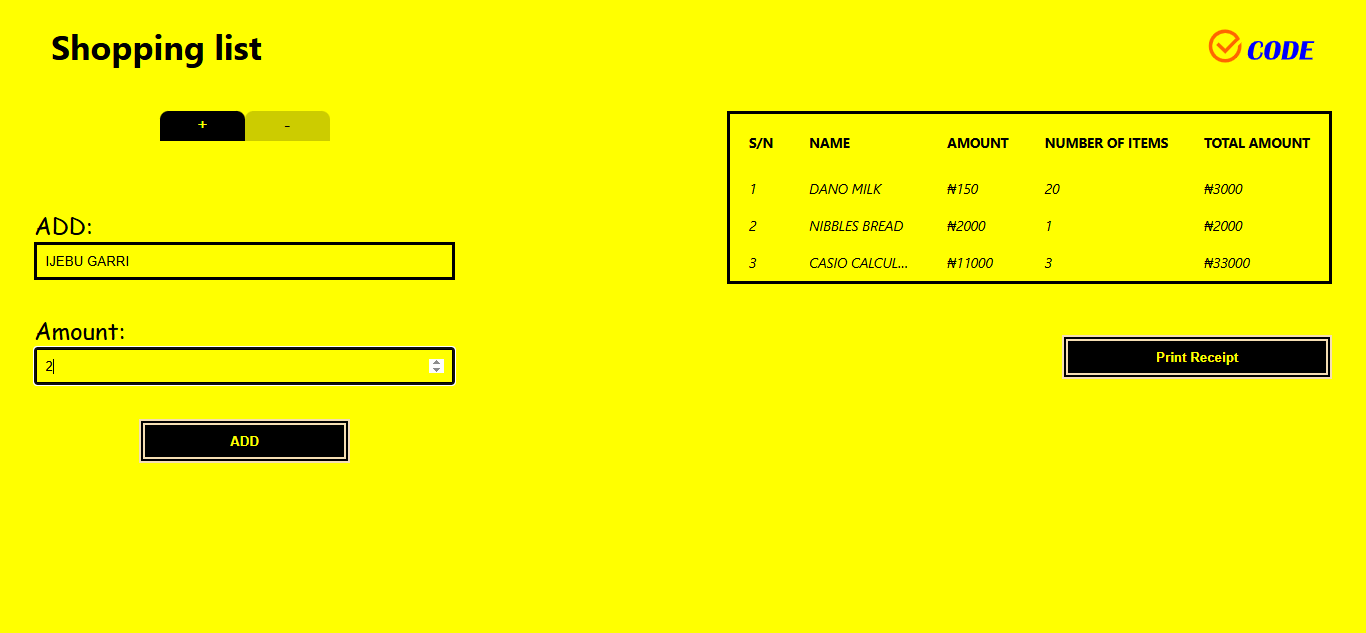 Shopping list
CODE
+ -
ADD:
IJEBU GARRI
Amount:
2
ADD
S/N NAME AMOUNT NUMBER OF ITEMS TOTAL AMOUNT
1 DANO MILK ₦150 20 ₦3000
2 NIBBLES BREAD ₦2000 1 ₦2000
3 CASIO CALCUL... ₦11000 3 ₦33000
Print Receipt